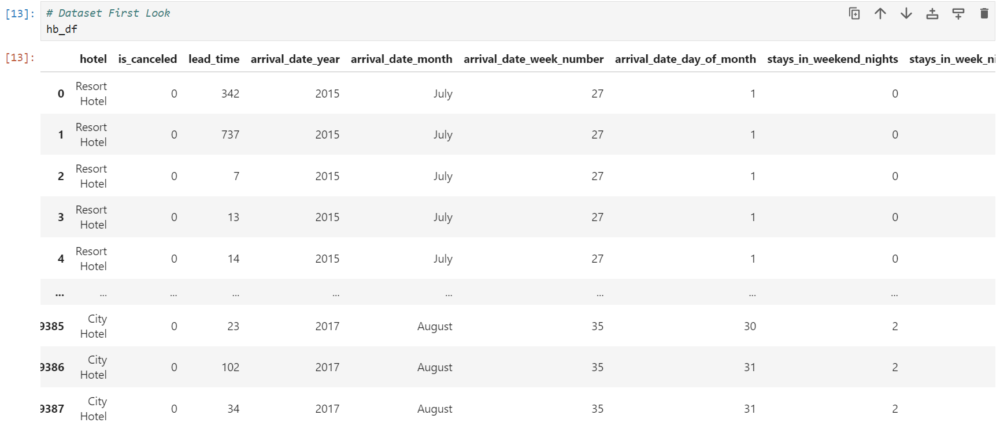 [13]: # Dataset First Look
hb_df
[13]: hotel is_canceled lead_time arrival_date_year arrival_date_month arrival_date_week_number arrival_date_day_of_month stays_in_weekend_nights stays_in_week_ni
0 Resort Hotel 0 342 2015 July 27 1 0
1 Resort Hotel 0 737 2015 July 27 1 0
2 Resort Hotel 0 7 2015 July 27 1 0
3 Resort Hotel 0 13 2015 July 27 1 0
4 Resort Hotel 0 14 2015 July 27 1 0
... ... ... ... ... ... ... ... ...
9385 City Hotel 0 23 2017 August 35 30 2
9386 City Hotel 0 102 2017 August 35 31 2
9387 City Hotel 0 34 2017 August 35 31 2